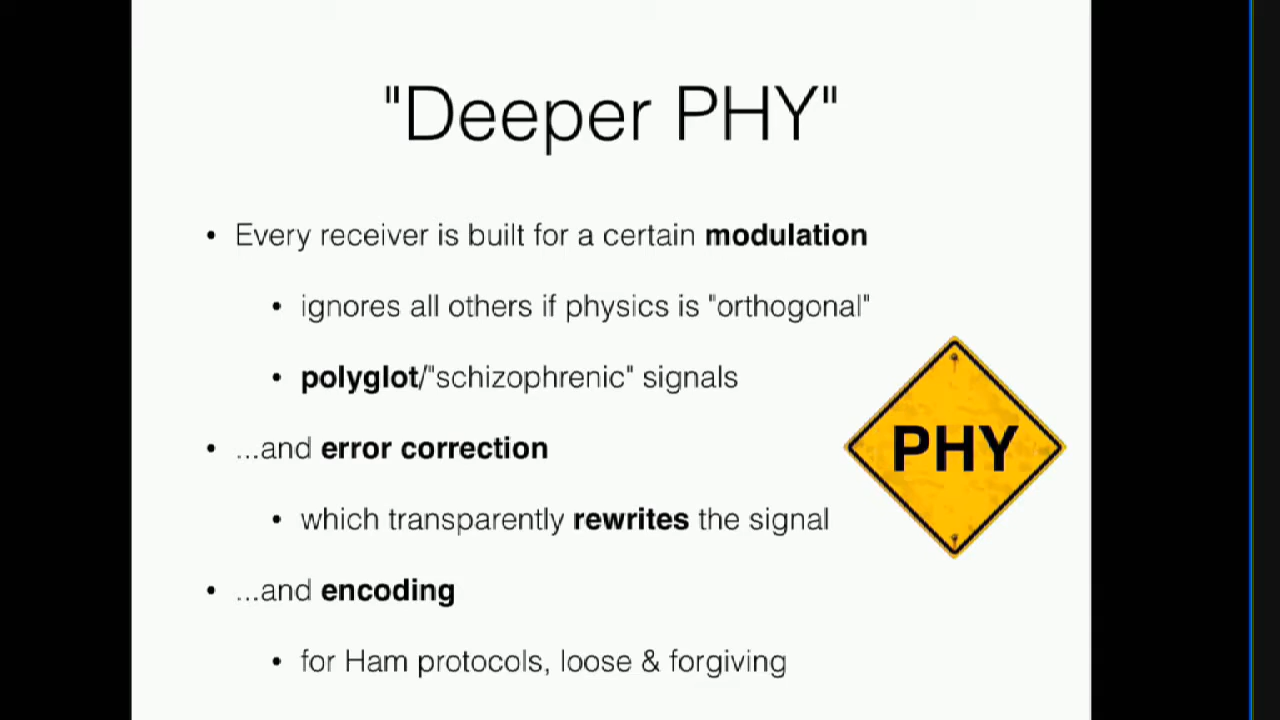 "Deeper PHY"
• Every receiver is built for a certain modulation
• ignores all others if physics is "orthogonal"
• polyglot/"schizophrenic" signals
• ...and error correction
PHY
• which transparently rewrites the signal
• ...and encoding
• for Ham protocols, loose & forgiving